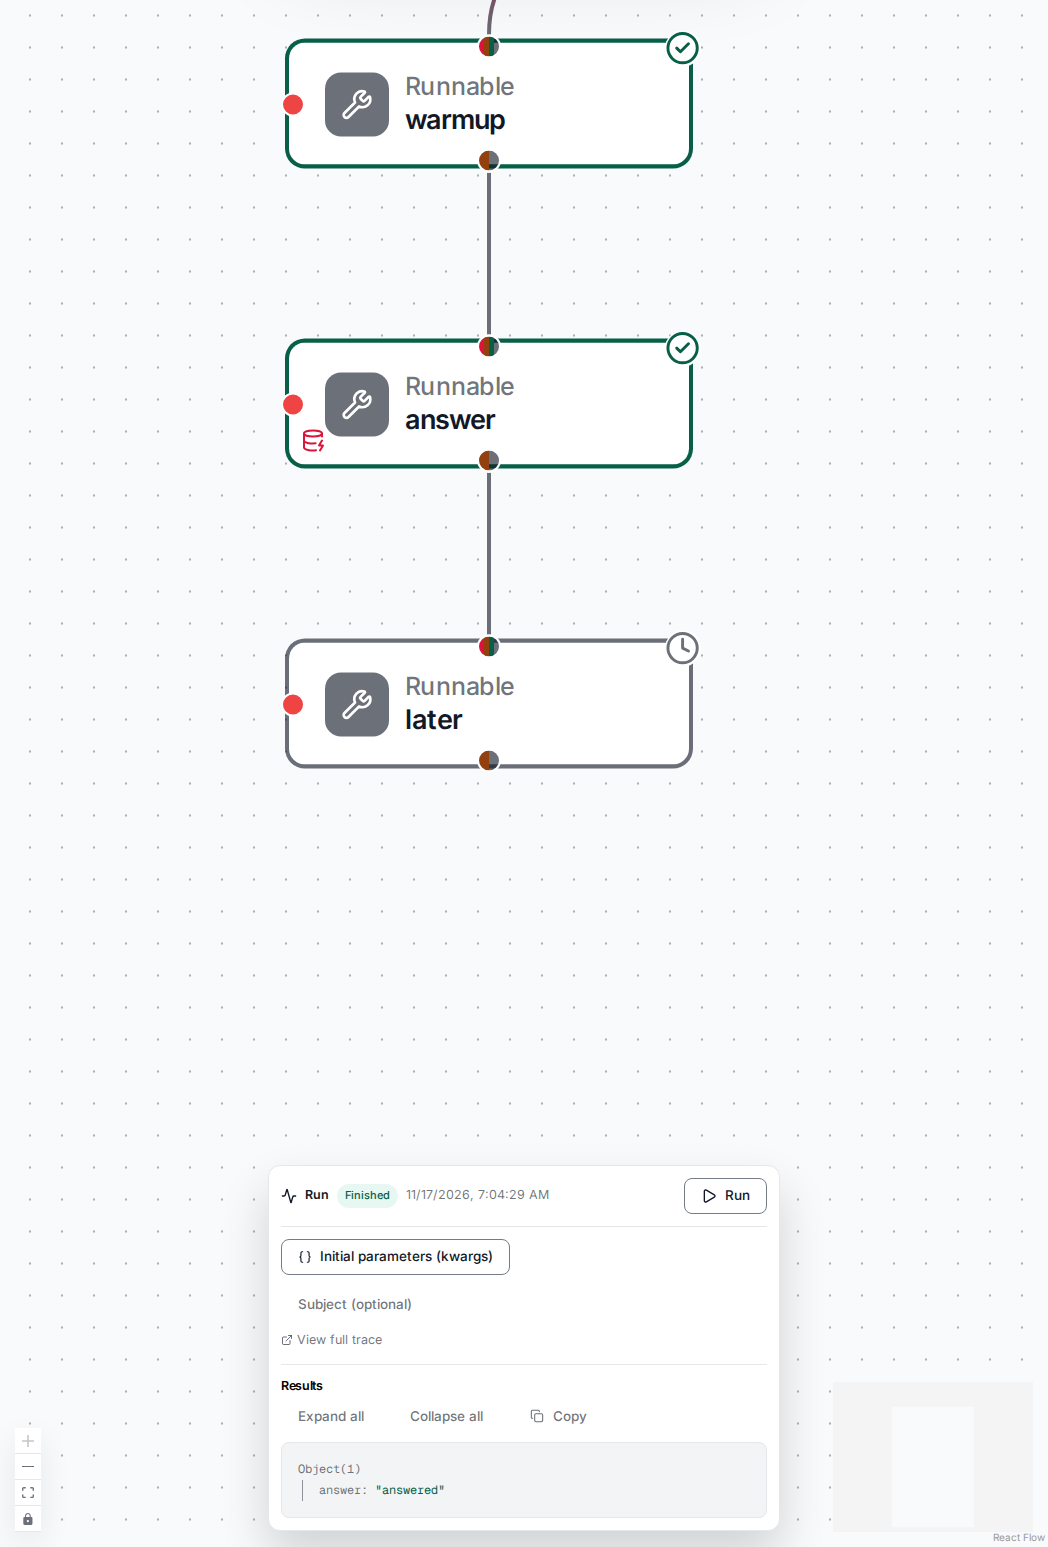 Runnable
warmup
Runnable
answer
Runnable
later
Run Finished 11/17/2026, 7:04:29 AM Run
Initial parameters (kwargs)
Subject (optional)
View full trace
Results
Expand all Collapse all Copy
Object(1)
answer: "answered"
React Flow